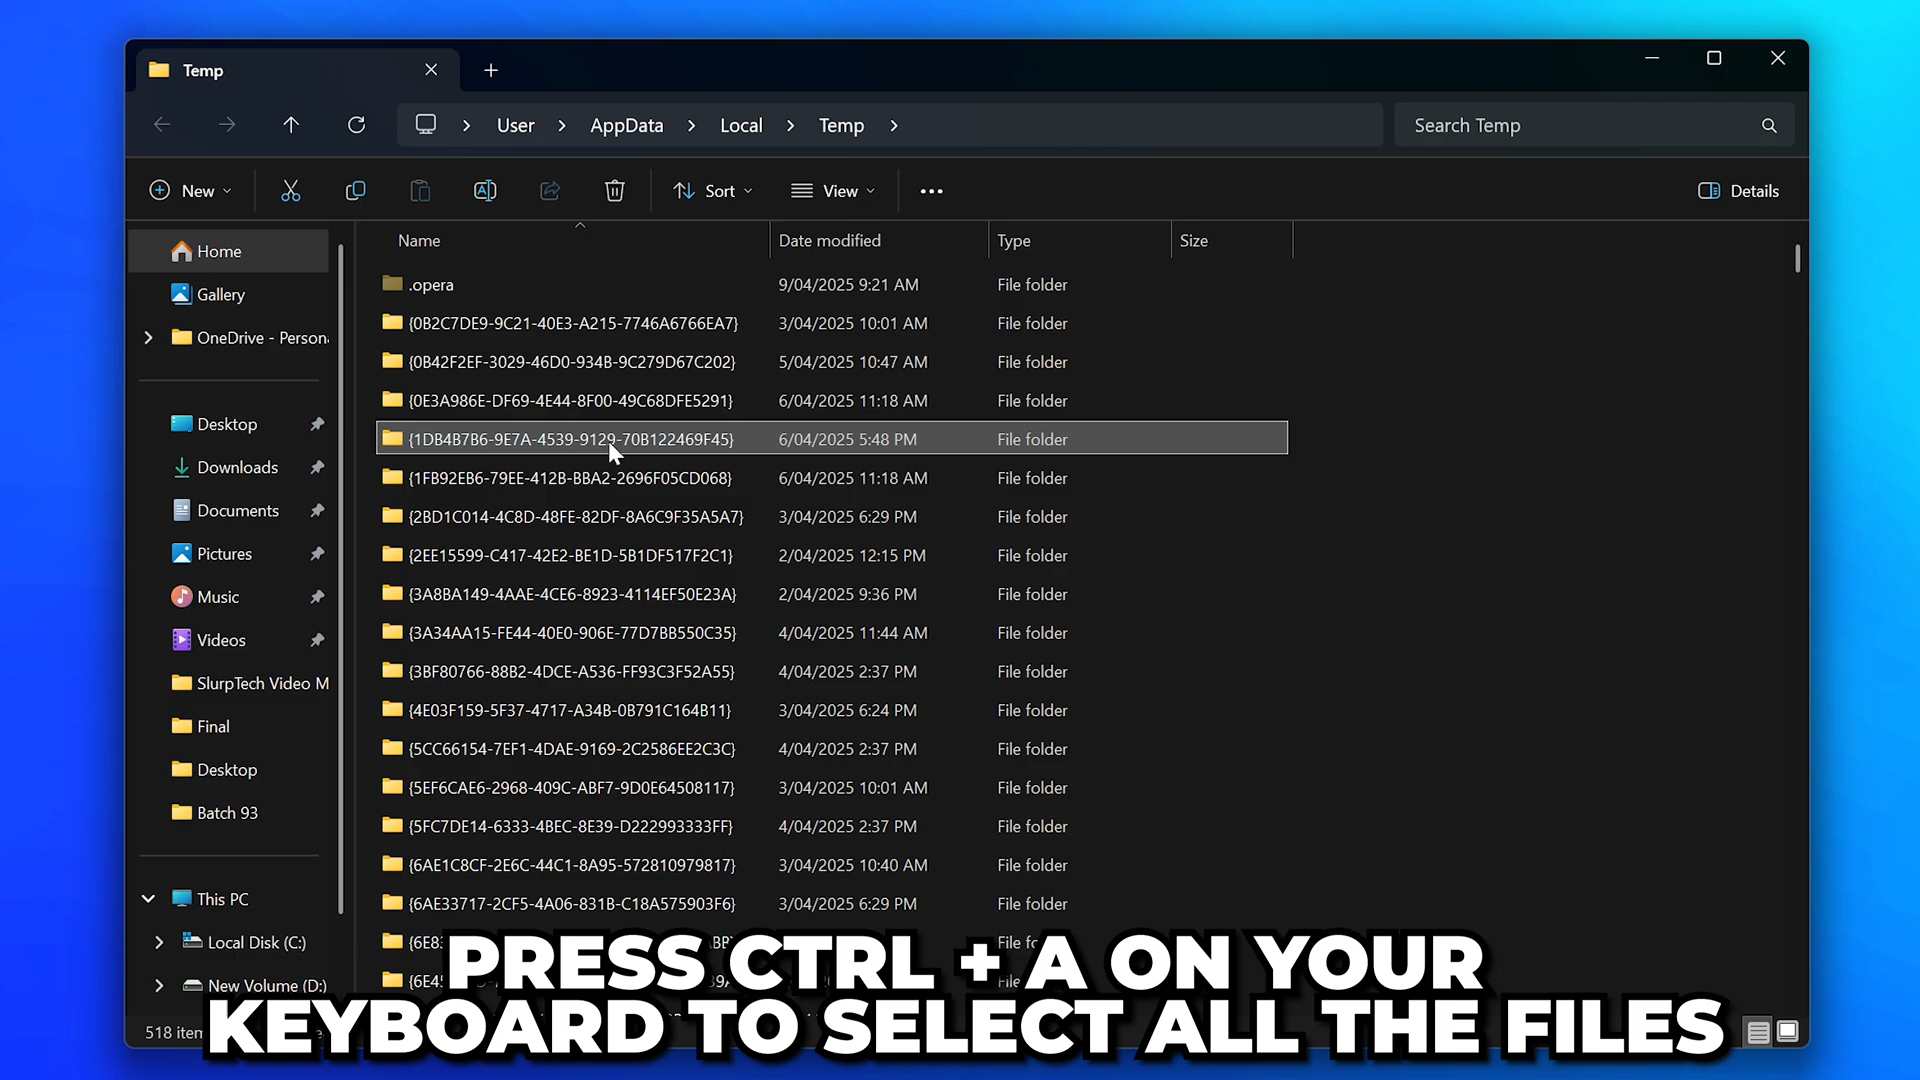 Temp
User > AppData > Local > Temp >
Search Temp
New
Sort
View
Details
Home
Gallery
OneDrive - Persona
Desktop
Downloads
Documents
Pictures
Music
Videos
SlurpTech Video M
Final
Desktop
Batch 93
This PC
Local Disk (C:)
New Volume (D:)
Name Date modified Type Size
.opera 9/04/2025 9:21 AM File folder
{0B2C7DE9-9C21-40E3-A215-7746A6766EA7} 3/04/2025 10:01 AM File folder
{0B42F2EF-3029-46D0-934B-9C279D67C202} 5/04/2025 10:47 AM File folder
{0E3A986E-DF69-4E44-8F00-49C68DFE5291} 6/04/2025 11:18 AM File folder
{1DB4B7B6-9E7A-4539-9129-70B122469F45} 6/04/2025 5:48 PM File folder
{1FB92EB6-79EE-412B-BBA2-2696F05CD068} 6/04/2025 11:18 AM File folder
{2BD1C014-4C8D-48FE-82DF-8A6C9F35A5A7} 3/04/2025 6:29 PM File folder
{2EE15599-C417-42E2-BE1D-5B1DF517F2C1} 2/04/2025 12:15 PM File folder
{3A8BA149-4AAE-4CE6-8923-4114EF50E23A} 2/04/2025 9:36 PM File folder
{3A34AA15-FE44-40E0-906E-77D7BB550C35} 4/04/2025 11:44 AM File folder
{3BF80766-88B2-4DCE-A536-FF93C3F52A55} 4/04/2025 2:37 PM File folder
{4E03F159-5F37-4717-A34B-0B791C164B11} 3/04/2025 6:24 PM File folder
{5CC66154-7EF1-4DAE-9169-2C2586EE2C3C} 4/04/2025 2:37 PM File folder
{5EF6CAE6-2968-409C-ABF7-9D0E64508117} 3/04/2025 10:01 AM File folder
{5FC7DE14-6333-4BEC-8E39-D222993333FF} 4/04/2025 2:37 PM File folder
{6AE1C8CF-2E6C-44C1-8A95-572810979817} 3/04/2025 10:40 AM File folder
{6AE33717-2CF5-4A06-831B-C18A575903F6} 3/04/2025 6:29 PM File folder
518
PRESS CTRL + A ON YOUR
KEYBOARD TO SELECT ALL THE FILES